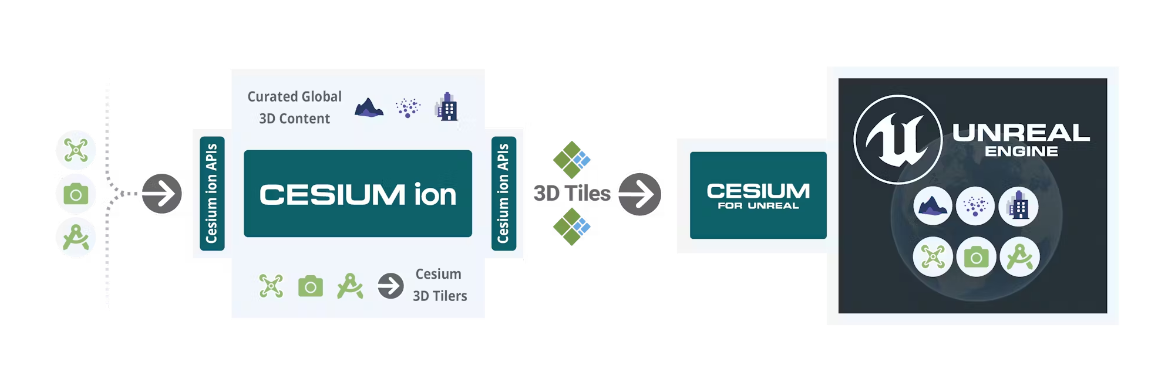 Curated Global
3D Content
Cesium ion APIs
CESIUM ion
Cesium ion APIs
Cesium
3D Tilers
3D Tiles
CESIUM
FOR UNREAL
UNREAL
ENGINE